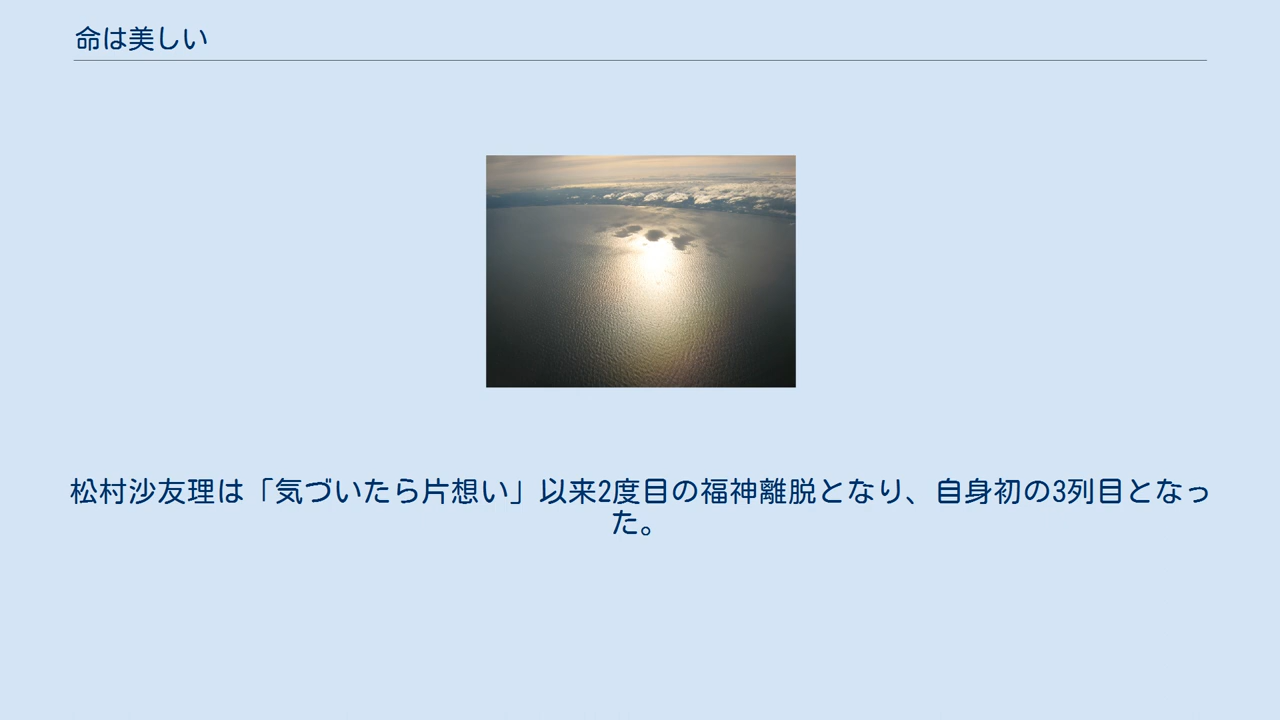 命は美しい
松村沙友理は「気づいたら片想い」以来2度目の福神離脱となり、自身初の3列目となっ
た。